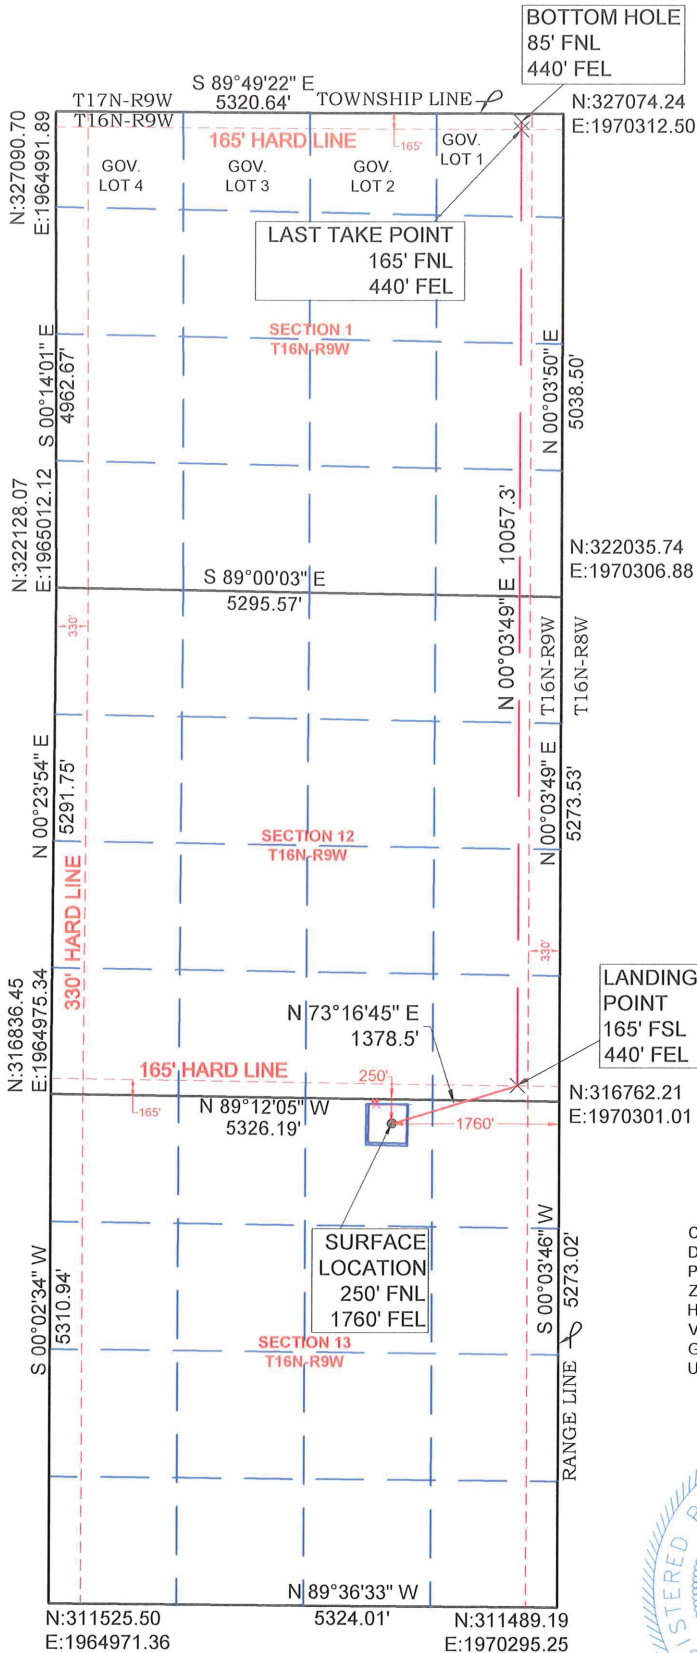 BOTTOM HOLE
85' FNL
440' FEL
S 89°49'22" E
5320.64'
T17N-R9W
T16N-R9W
TOWNSHIP LINE
N:327090.70
E:1964991.89
N:327074.24
E:1970312.50
165' HARD LINE
165'
GOV.
LOT 4
GOV.
LOT 3
GOV.
LOT 2
GOV.
LOT 1
LAST TAKE POINT
165' FNL
440' FEL
SECTION 1
T16N-R9W
S 00°14'01" E
4962.67'
N 00°03'50" E
5038.50'
N:322128.07
E:1965012.12
N 00°03'49" E 10057.3'
N:322035.74
E:1970306.88
S 89°00'03" E
5295.57'
330'
T16N-R9W
T16N-R8W
N 00°23'54" E
5291.75'
N 00°03'49" E
5273.53'
SECTION 12
T16N-R9W
330' HARD LINE
330'
LANDING
POINT
165' FSL
440' FEL
N:316836.45
E:1964975.34
N 73°16'45" E
1378.5'
165' HARD LINE
250'
165'
N 89°12'05" W
5326.19'
1760'
N:316762.21
E:1970301.01
SURFACE
LOCATION
250' FNL
1760' FEL
S 00°02'34" W
5310.94'
S 00°03'46" W
5273.02'
SECTION 13
T16N-R9W
RANGE LINE
N 89°36'33" W
5324.01'
N:311525.50
E:1964971.36
N:311489.19
E:1970295.25